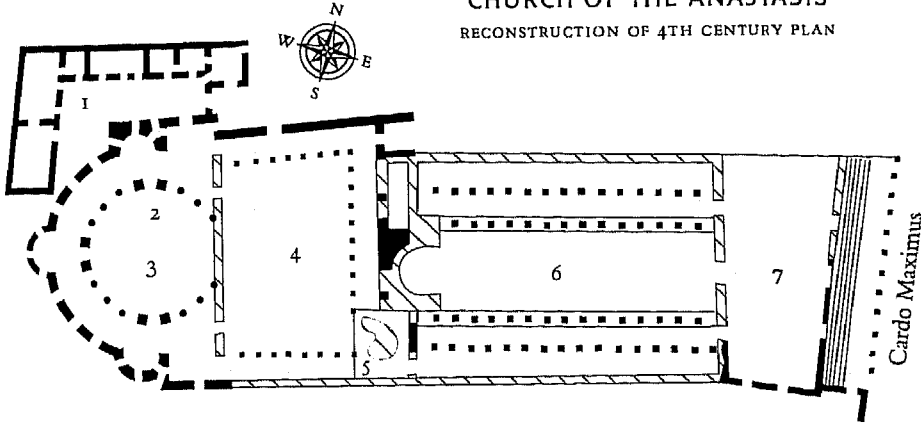 CHURCH OF THE ANASTASIS
RECONSTRUCTION OF 4TH CENTURY PLAN
N
W
E
S
1
2
3
4
5
6
7
Cardo Maximus